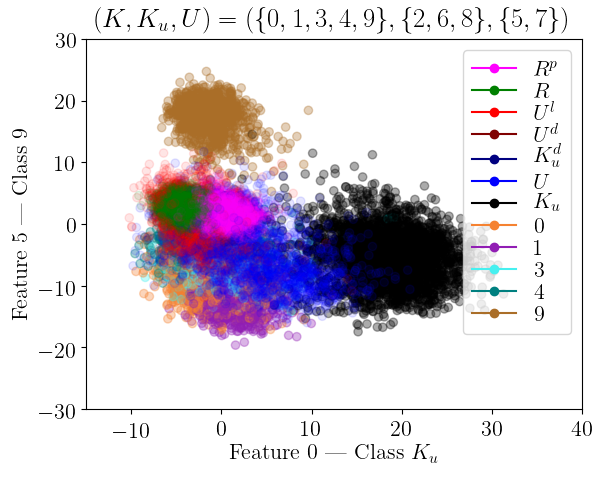 (K, K_u, U) = ({0, 1, 3, 4, 9}, {2, 6, 8}, {5, 7})
30
20
10
0
−10
−20
−30
Feature 5 — Class 9
R^p
R
U^l
U^d
K_u^d
U
K_u
0
1
3
4
9
−10
0
10
20
30
40
Feature 0 — Class K_u